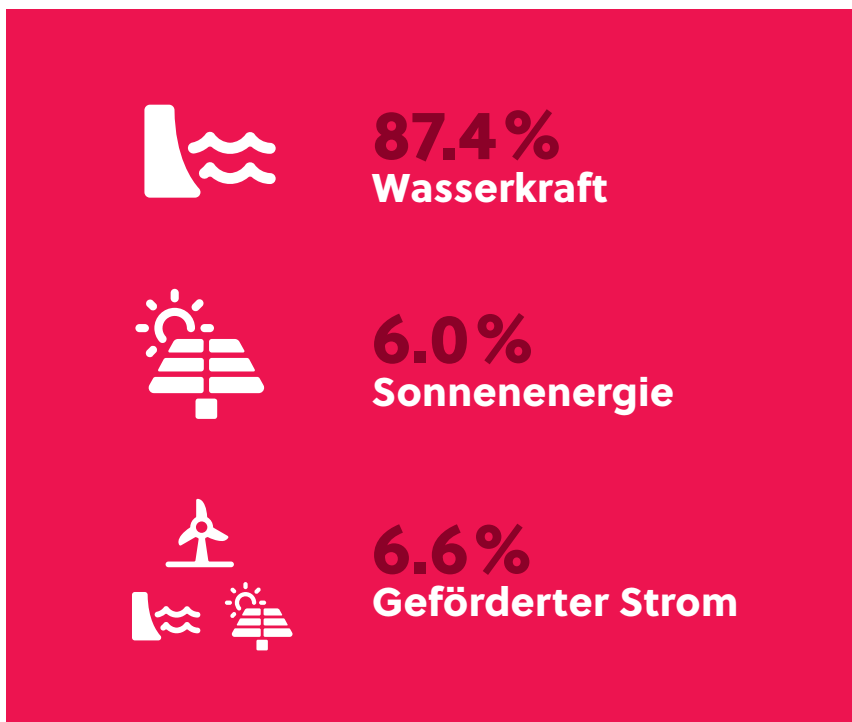 87.4 %
Wasserkraft
6.0 %
Sonnenenergie
6.6 %
Geförderter Strom